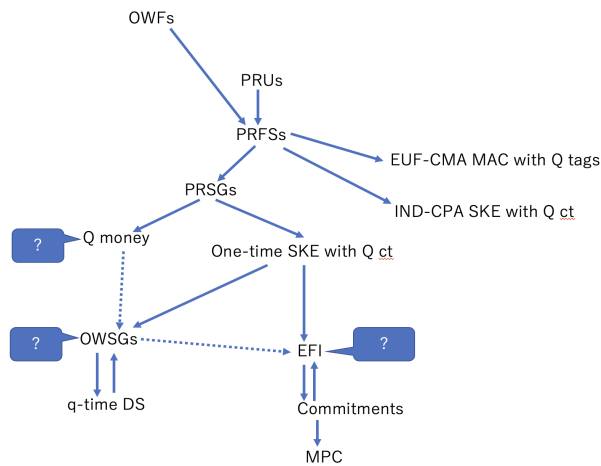 OWFs
PRUs
PRFSs
EUF-CMA MAC with Q tags
PRSGs
IND-CPA SKE with Q ct
?
Q money
One-time SKE with Q ct
?
OWSGs
EFI
?
q-time DS
Commitments
MPC